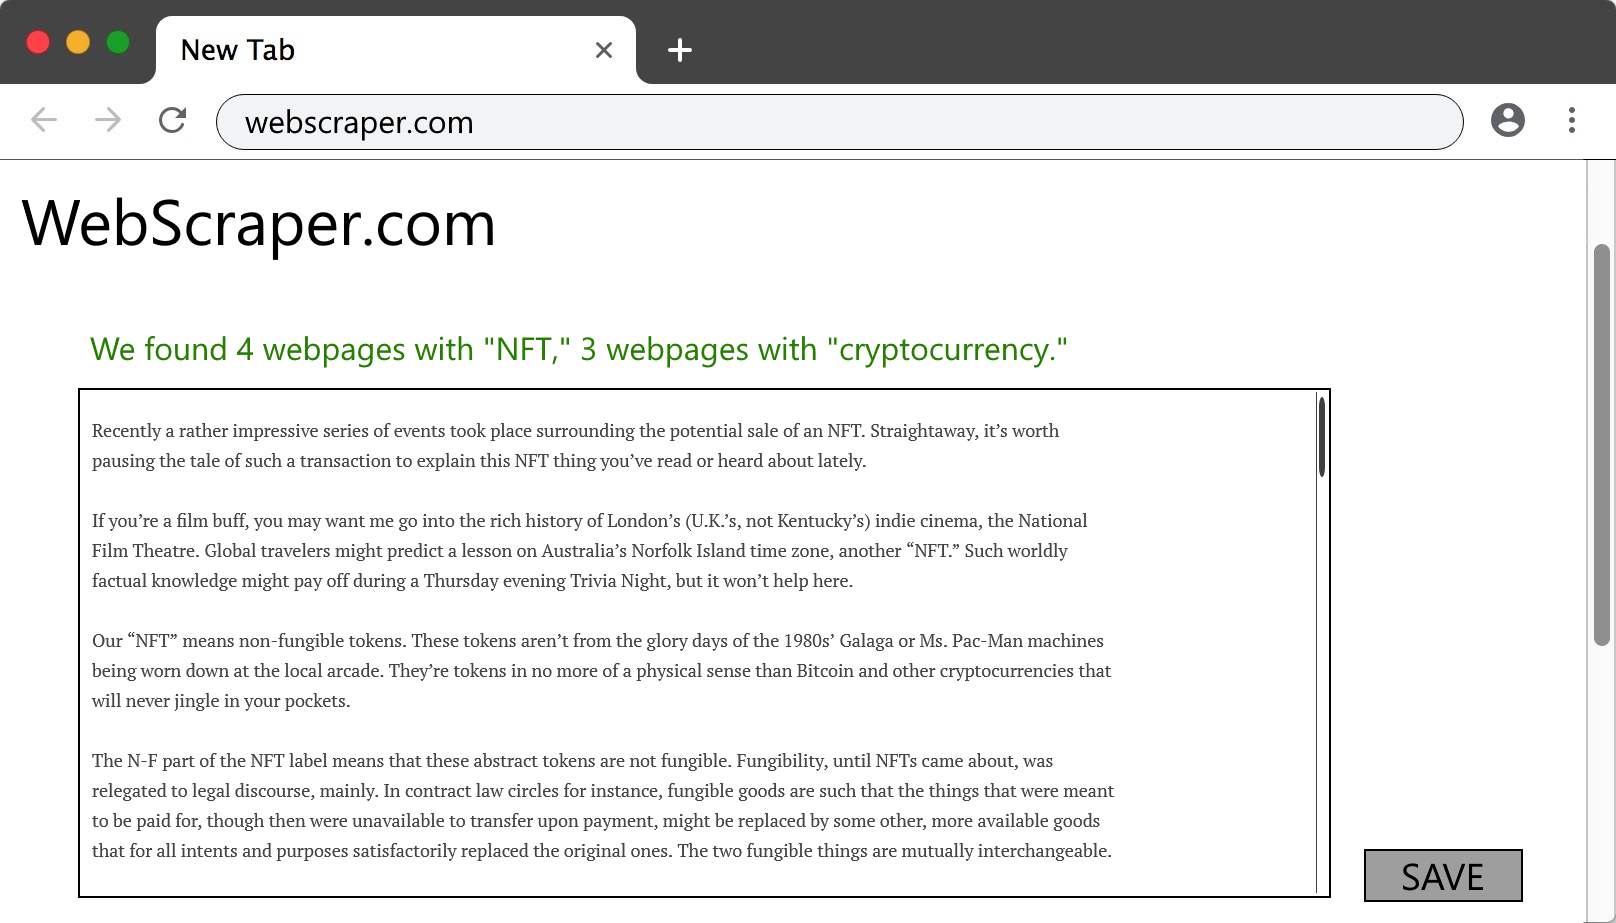 New Tab
webscraper.com
WebScraper.com
We found 4 webpages with "NFT," 3 webpages with "cryptocurrency."
Recently a rather impressive series of events took place surrounding the potential sale of an NFT. Straightaway, it’s worth
pausing the tale of such a transaction to explain this NFT thing you’ve read or heard about lately.
If you’re a film buff, you may want me go into the rich history of London’s (U.K.’s, not Kentucky’s) indie cinema, the National
Film Theatre. Global travelers might predict a lesson on Australia’s Norfolk Island time zone, another “NFT.” Such worldly
factual knowledge might pay off during a Thursday evening Trivia Night, but it won’t help here.
Our “NFT” means non-fungible tokens. These tokens aren’t from the glory days of the 1980s’ Galaga or Ms. Pac-Man machines
being worn down at the local arcade. They’re tokens in no more of a physical sense than Bitcoin and other cryptocurrencies that
will never jingle in your pockets.
The N-F part of the NFT label means that these abstract tokens are not fungible. Fungibility, until NFTs came about, was
relegated to legal discourse, mainly. In contract law circles for instance, fungible goods are such that the things that were meant
to be paid for, though then were unavailable to transfer upon payment, might be replaced by some other, more available goods
that for all intents and purposes satisfactorily replaced the original ones. The two fungible things are mutually interchangeable.
SAVE